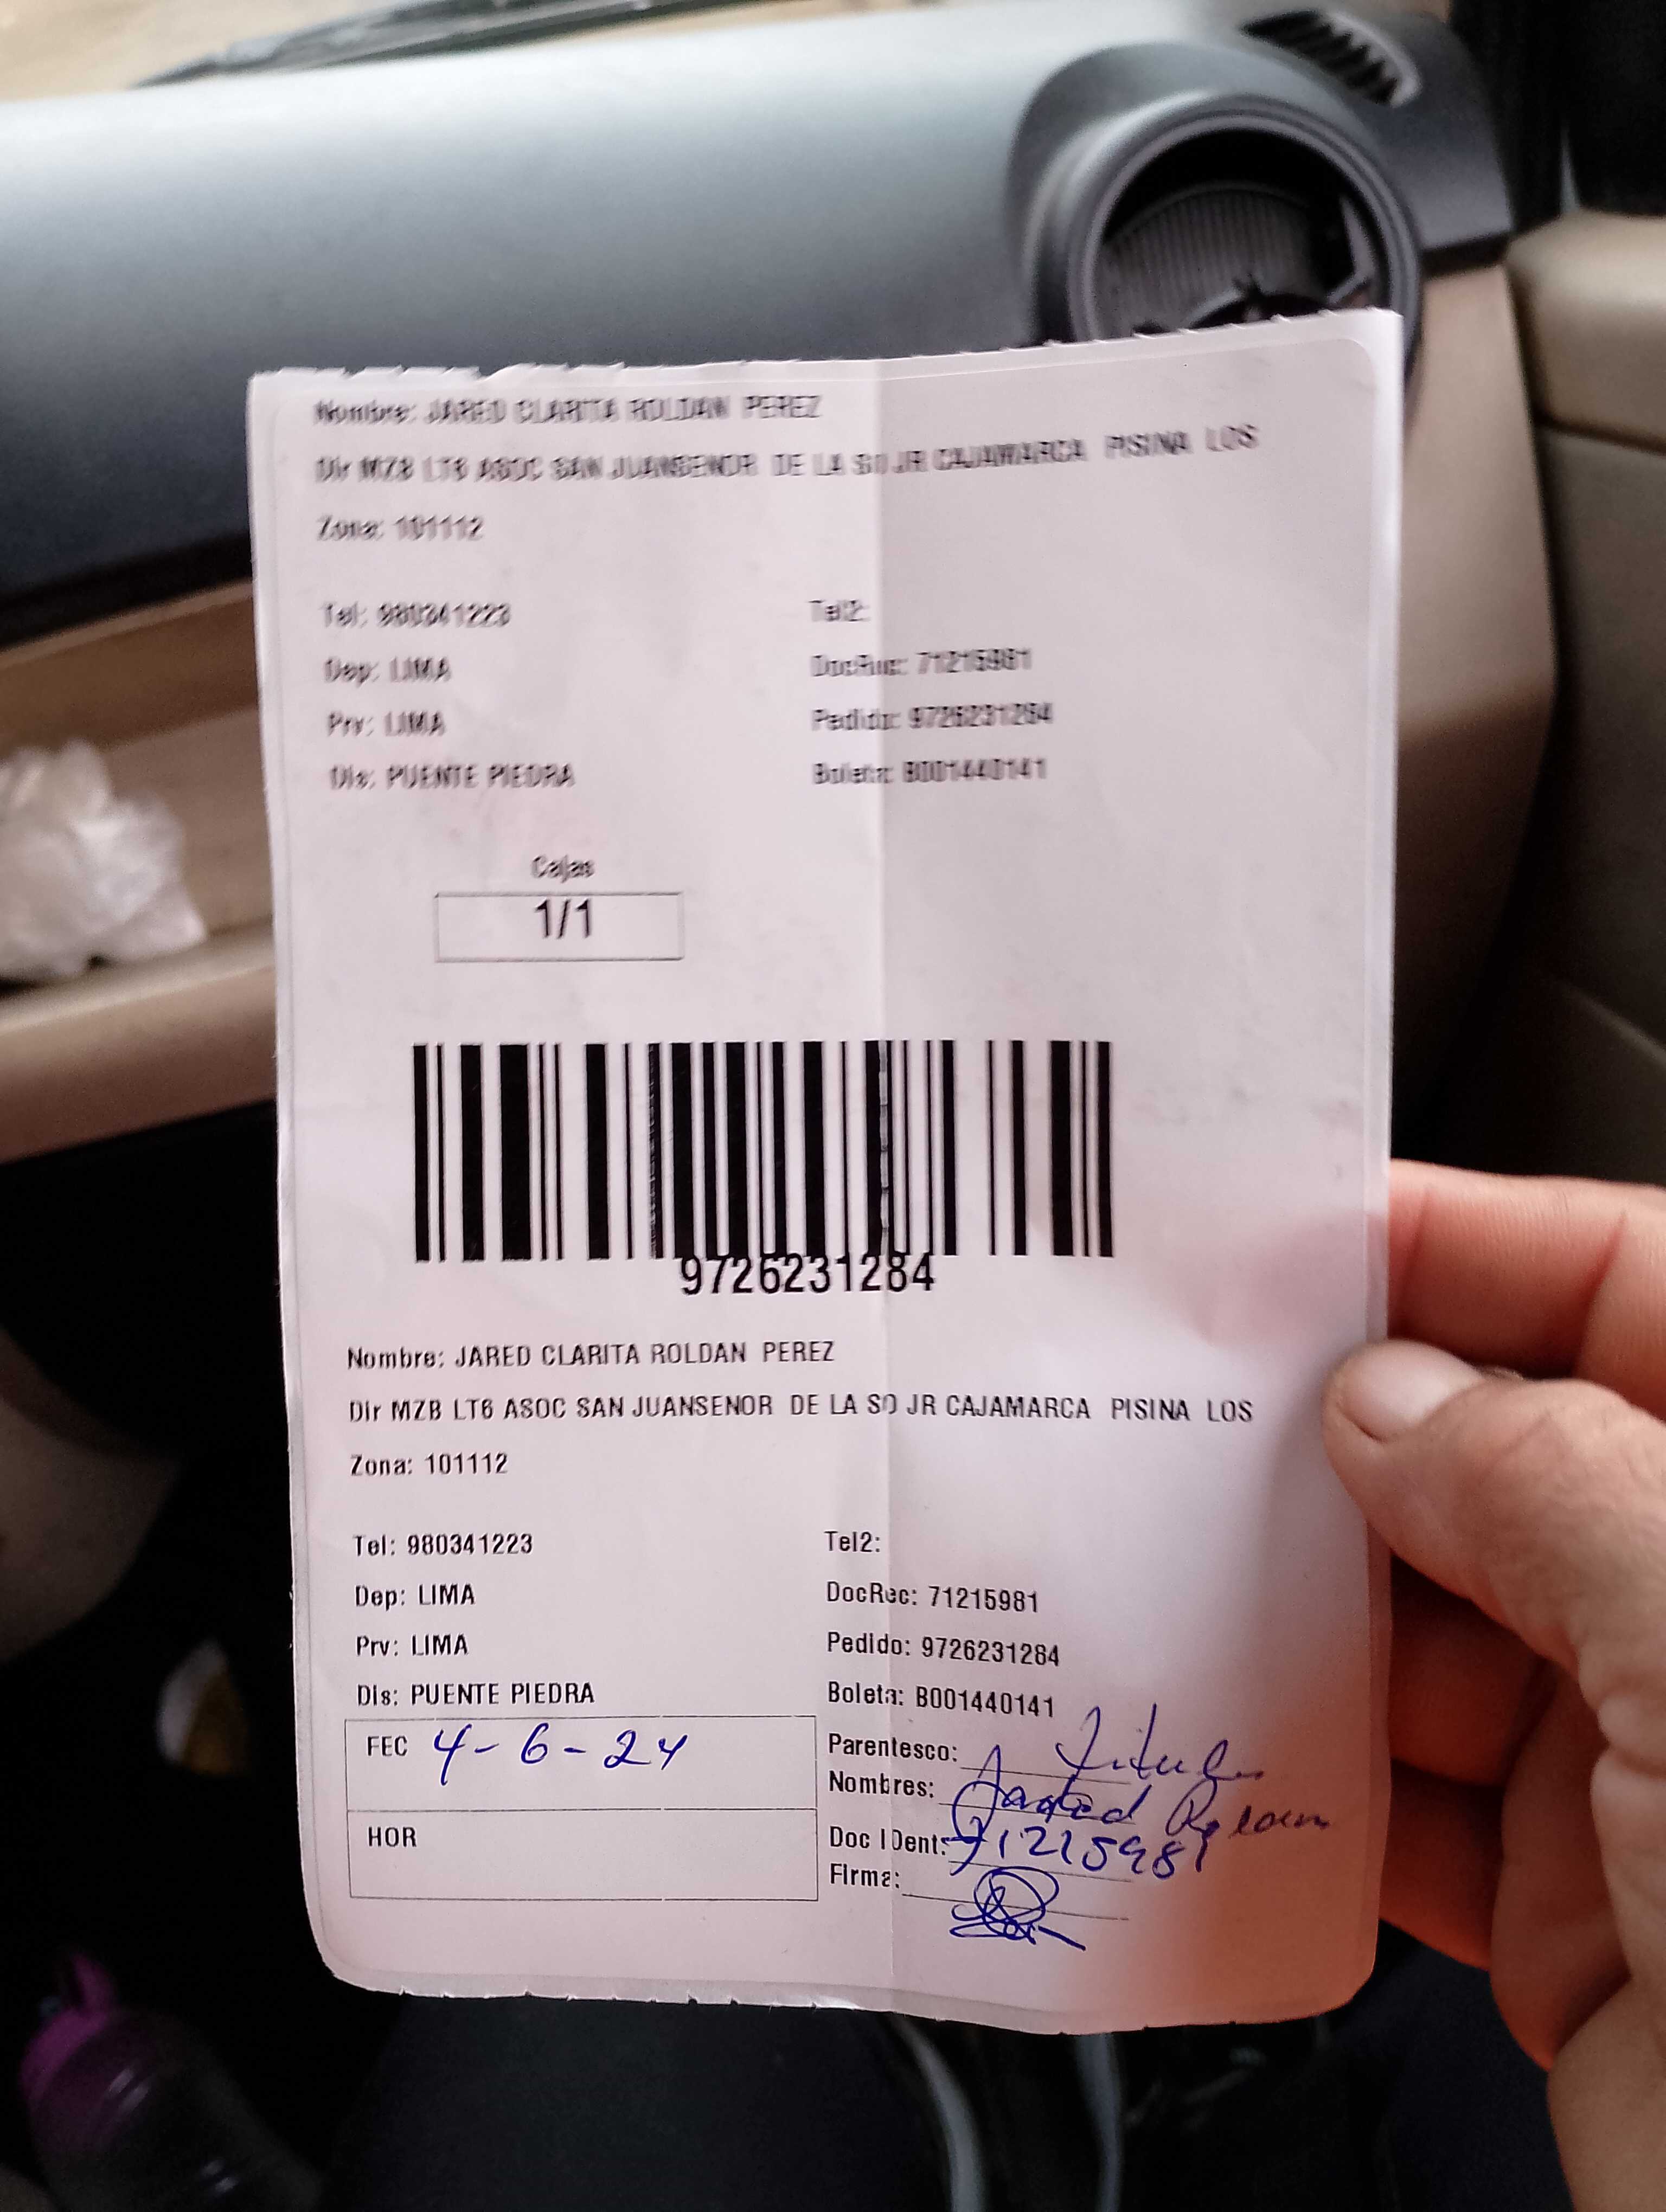 Nombre: JARED CLARITA ROLDAN PEREZ
Dir MZB LT6 ASOC SAN JUANSENOR DE LA SO JR CAJAMARCA PISINA LOS
Zona: 101112
Tel: 980341223 Tel2:
Dep: LIMA DocRec: 71215981
Prv: LIMA Pedido: 9726231284
Dis: PUENTE PIEDRA Boleta: B001440141
Cajas
1/1
9726231284
Nombre: JARED CLARITA ROLDAN PEREZ
Dir MZB LT6 ASOC SAN JUANSENOR DE LA SO JR CAJAMARCA PISINA LOS
Zona: 101112
Tel: 980341223 Tel2:
Dep: LIMA DocRec: 71215981
Prv: LIMA Pedido: 9726231284
Dis: PUENTE PIEDRA Boleta: B001440141
FEC 4-6-24 Parentesco: Titular
Nombres: Jared Roldan
HOR Doc IDent: 71215981
Firma: